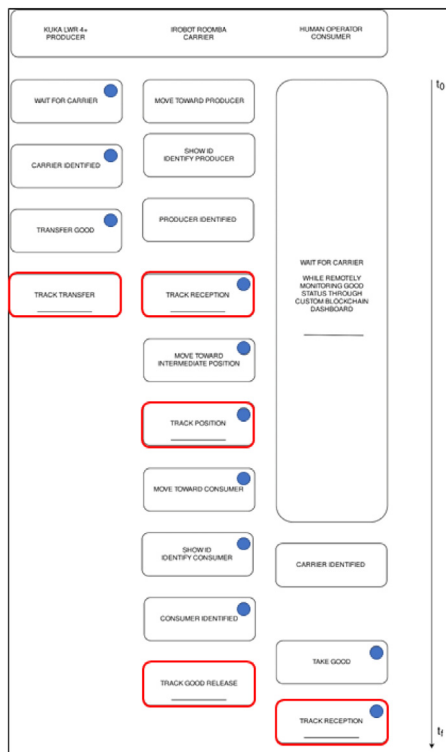 KUKA LWR 4+
PRODUCER
IROBOT ROOMBA
CARRIER
HUMAN OPERATOR
CONSUMER
t0
WAIT FOR CARRIER
MOVE TOWARD PRODUCER
SHOW ID
IDENTIFY PRODUCER
CARRIER IDENTIFIED
TRANSFER GOOD
PRODUCER IDENTIFIED
WAIT FOR CARRIER
WHILE REMOTELY
MONITORING GOOD
STATUS THROUGH
CUSTOM BLOCKCHAIN
DASHBOARD
TRACK TRANSFER
TRACK RECEPTION
MOVE TOWARD
INTERMEDIATE POSITION
TRACK POSITION
MOVE TOWARD CONSUMER
SHOW ID
IDENTIFY CONSUMER
CARRIER IDENTIFIED
CONSUMER IDENTIFIED
TAKE GOOD
TRACK GOOD RELEASE
TRACK RECEPTION
tf